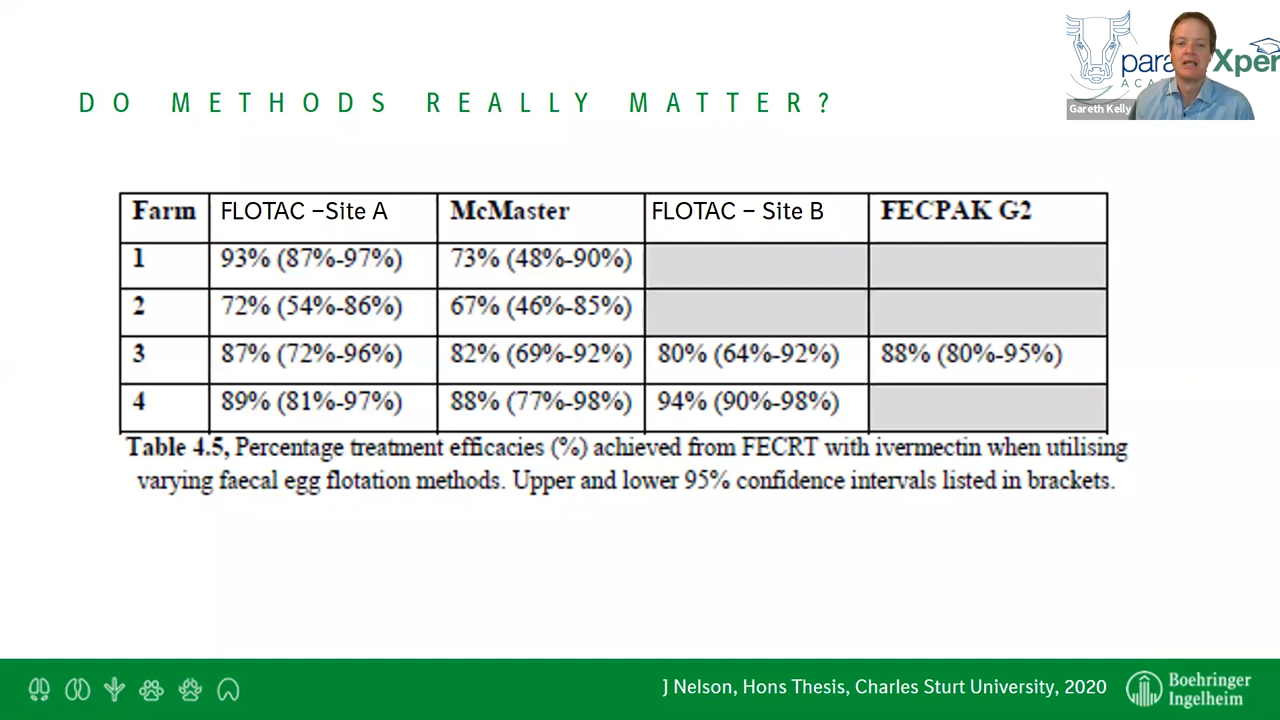 DO METHODS REALLY MATTER?
Gareth Kelly
Farm FLOTAC –Site A McMaster FLOTAC – Site B FECPAK G2
1 93% (87%-97%) 73% (48%-90%)
2 72% (54%-86%) 67% (46%-85%)
3 87% (72%-96%) 82% (69%-92%) 80% (64%-92%) 88% (80%-95%)
4 89% (81%-97%) 88% (77%-98%) 94% (90%-98%)
Table 4.5, Percentage treatment efficacies (%) achieved from FECRT with ivermectin when utilising
varying faecal egg flotation methods. Upper and lower 95% confidence intervals listed in brackets.
J Nelson, Hons Thesis, Charles Sturt University, 2020
Boehringer
Ingelheim